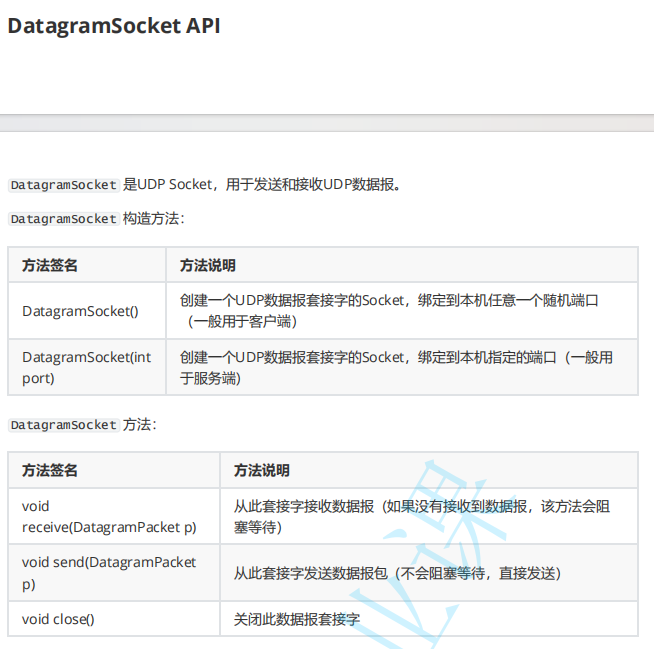 DatagramSocket API
DatagramSocket 是UDP Socket，用于发送和接收UDP数据报。
DatagramSocket 构造方法：
方法签名 方法说明
DatagramSocket() 创建一个UDP数据报套接字的Socket，绑定到本机任意一个随机端口
（一般用于客户端）
DatagramSocket(int 创建一个UDP数据报套接字的Socket，绑定到本机指定的端口（一般用
port) 于服务端)
DatagramSocket 方法：
方法签名 方法说明
void 从此套接字接收数据报（如果没有接收到数据报，该方法会阻
receive(DatagramPacket p) 塞等待）
void send(DatagramPacket 从此套接字发送数据报包（不会阻塞等待，直接发送）
p)
void close() 关闭此数据报套接字
业课